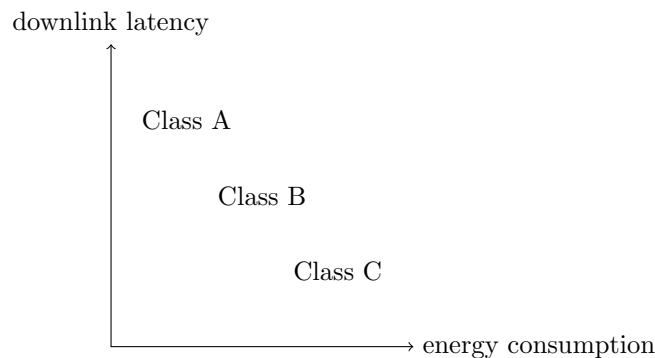 downlink latency
Class A
Class B
Class C
energy consumption